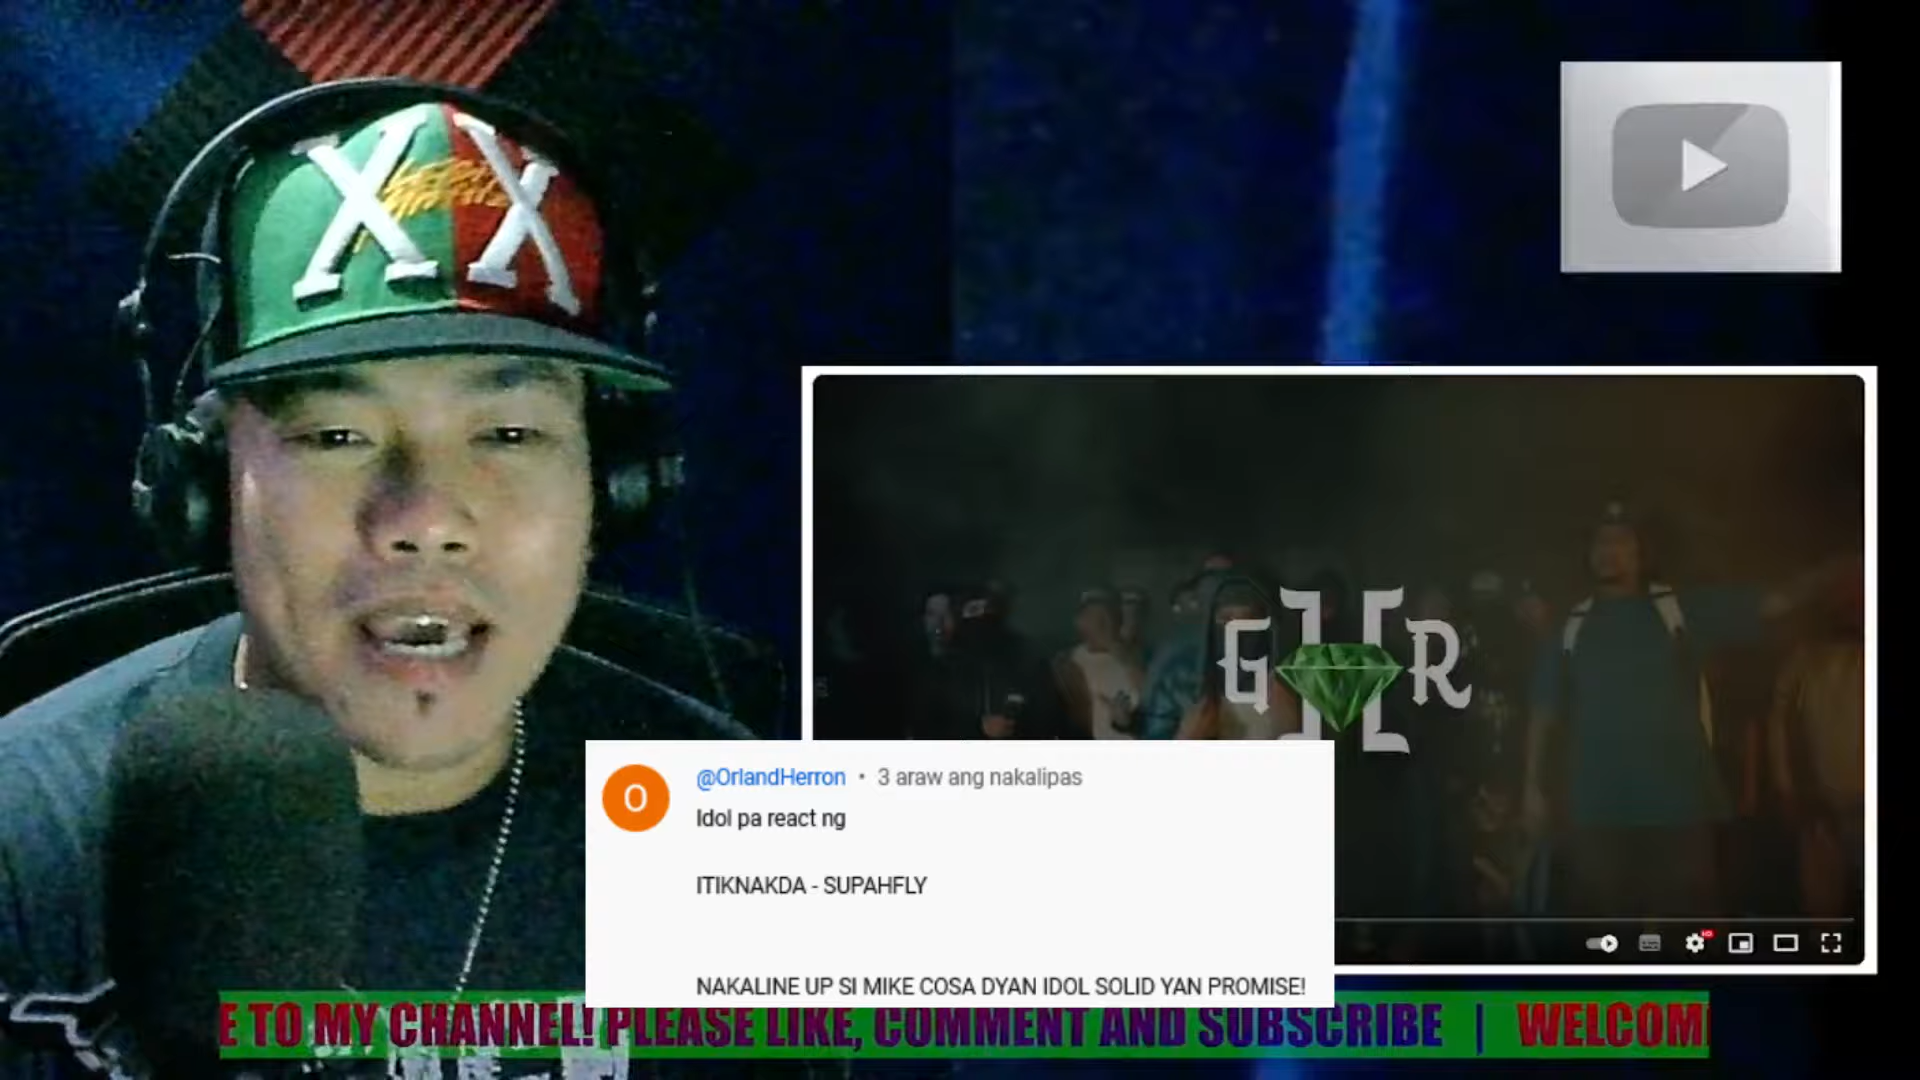 XX
G R
@OrlandHerron • 3 araw ang nakalipas
O
Idol pa react ng
ITIKNAKDA - SUPAHFLY
NAKALINE UP SI MIKE COSA DYAN IDOL SOLID YAN PROMISE!
E TO MY CHANNEL! PLEASE LIKE, COMMENT AND SUBSCRIBE | WELCOM